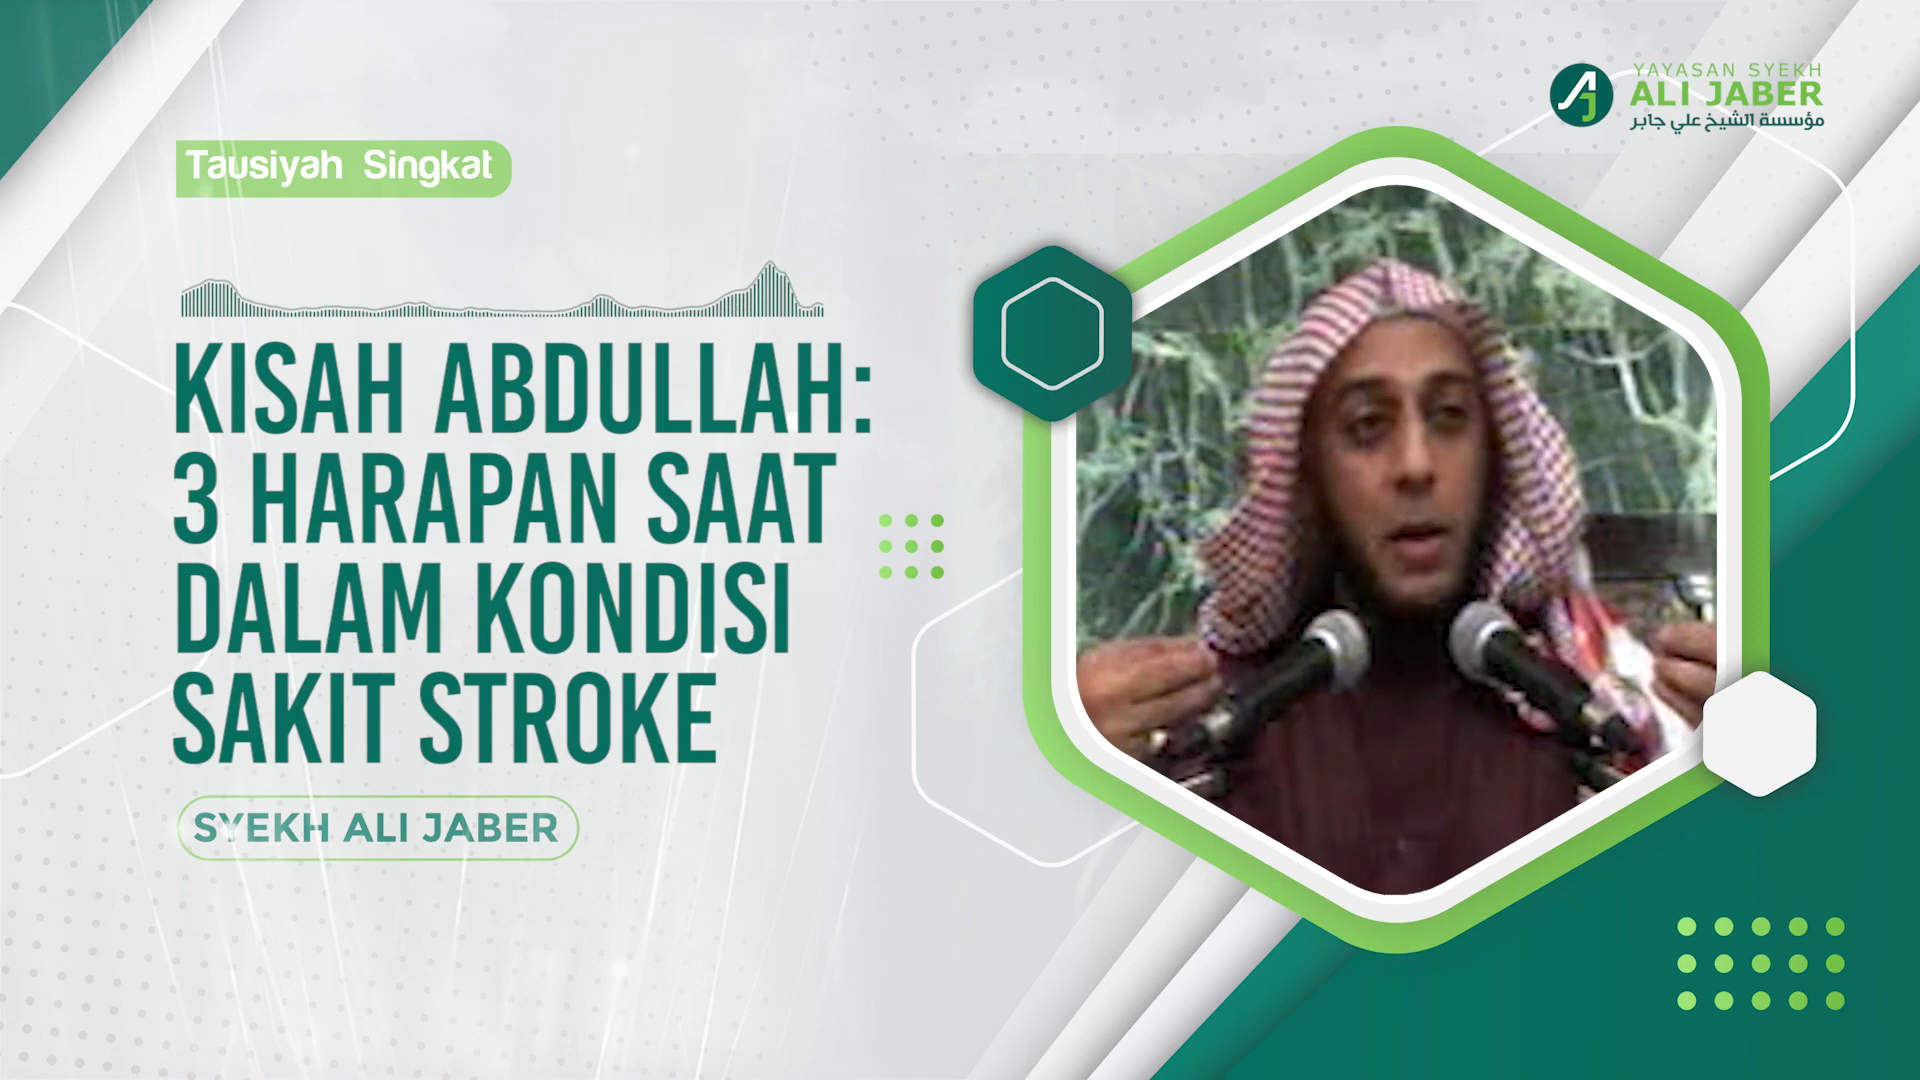 YAYASAN SYEKH
ALI JABER
مؤسسة الشيخ علي جابر
Tausiyah Singkat
KISAH ABDULLAH:
3 HARAPAN SAAT
DALAM KONDISI
SAKIT STROKE
SYEKH ALI JABER